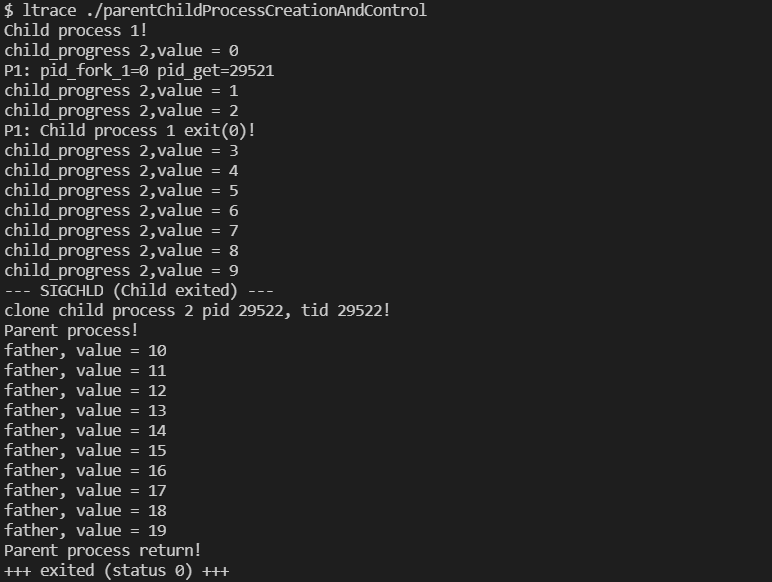 $ ltrace ./parentChildProcessCreationAndControl
Child process 1!
child_progress 2,value = 0
P1: pid_fork_1=0 pid_get=29521
child_progress 2,value = 1
child_progress 2,value = 2
P1: Child process 1 exit(0)!
child_progress 2,value = 3
child_progress 2,value = 4
child_progress 2,value = 5
child_progress 2,value = 6
child_progress 2,value = 7
child_progress 2,value = 8
child_progress 2,value = 9
--- SIGCHLD (Child exited) ---
clone child process 2 pid 29522, tid 29522!
Parent process!
father, value = 10
father, value = 11
father, value = 12
father, value = 13
father, value = 14
father, value = 15
father, value = 16
father, value = 17
father, value = 18
father, value = 19
Parent process return!
+++ exited (status 0) +++